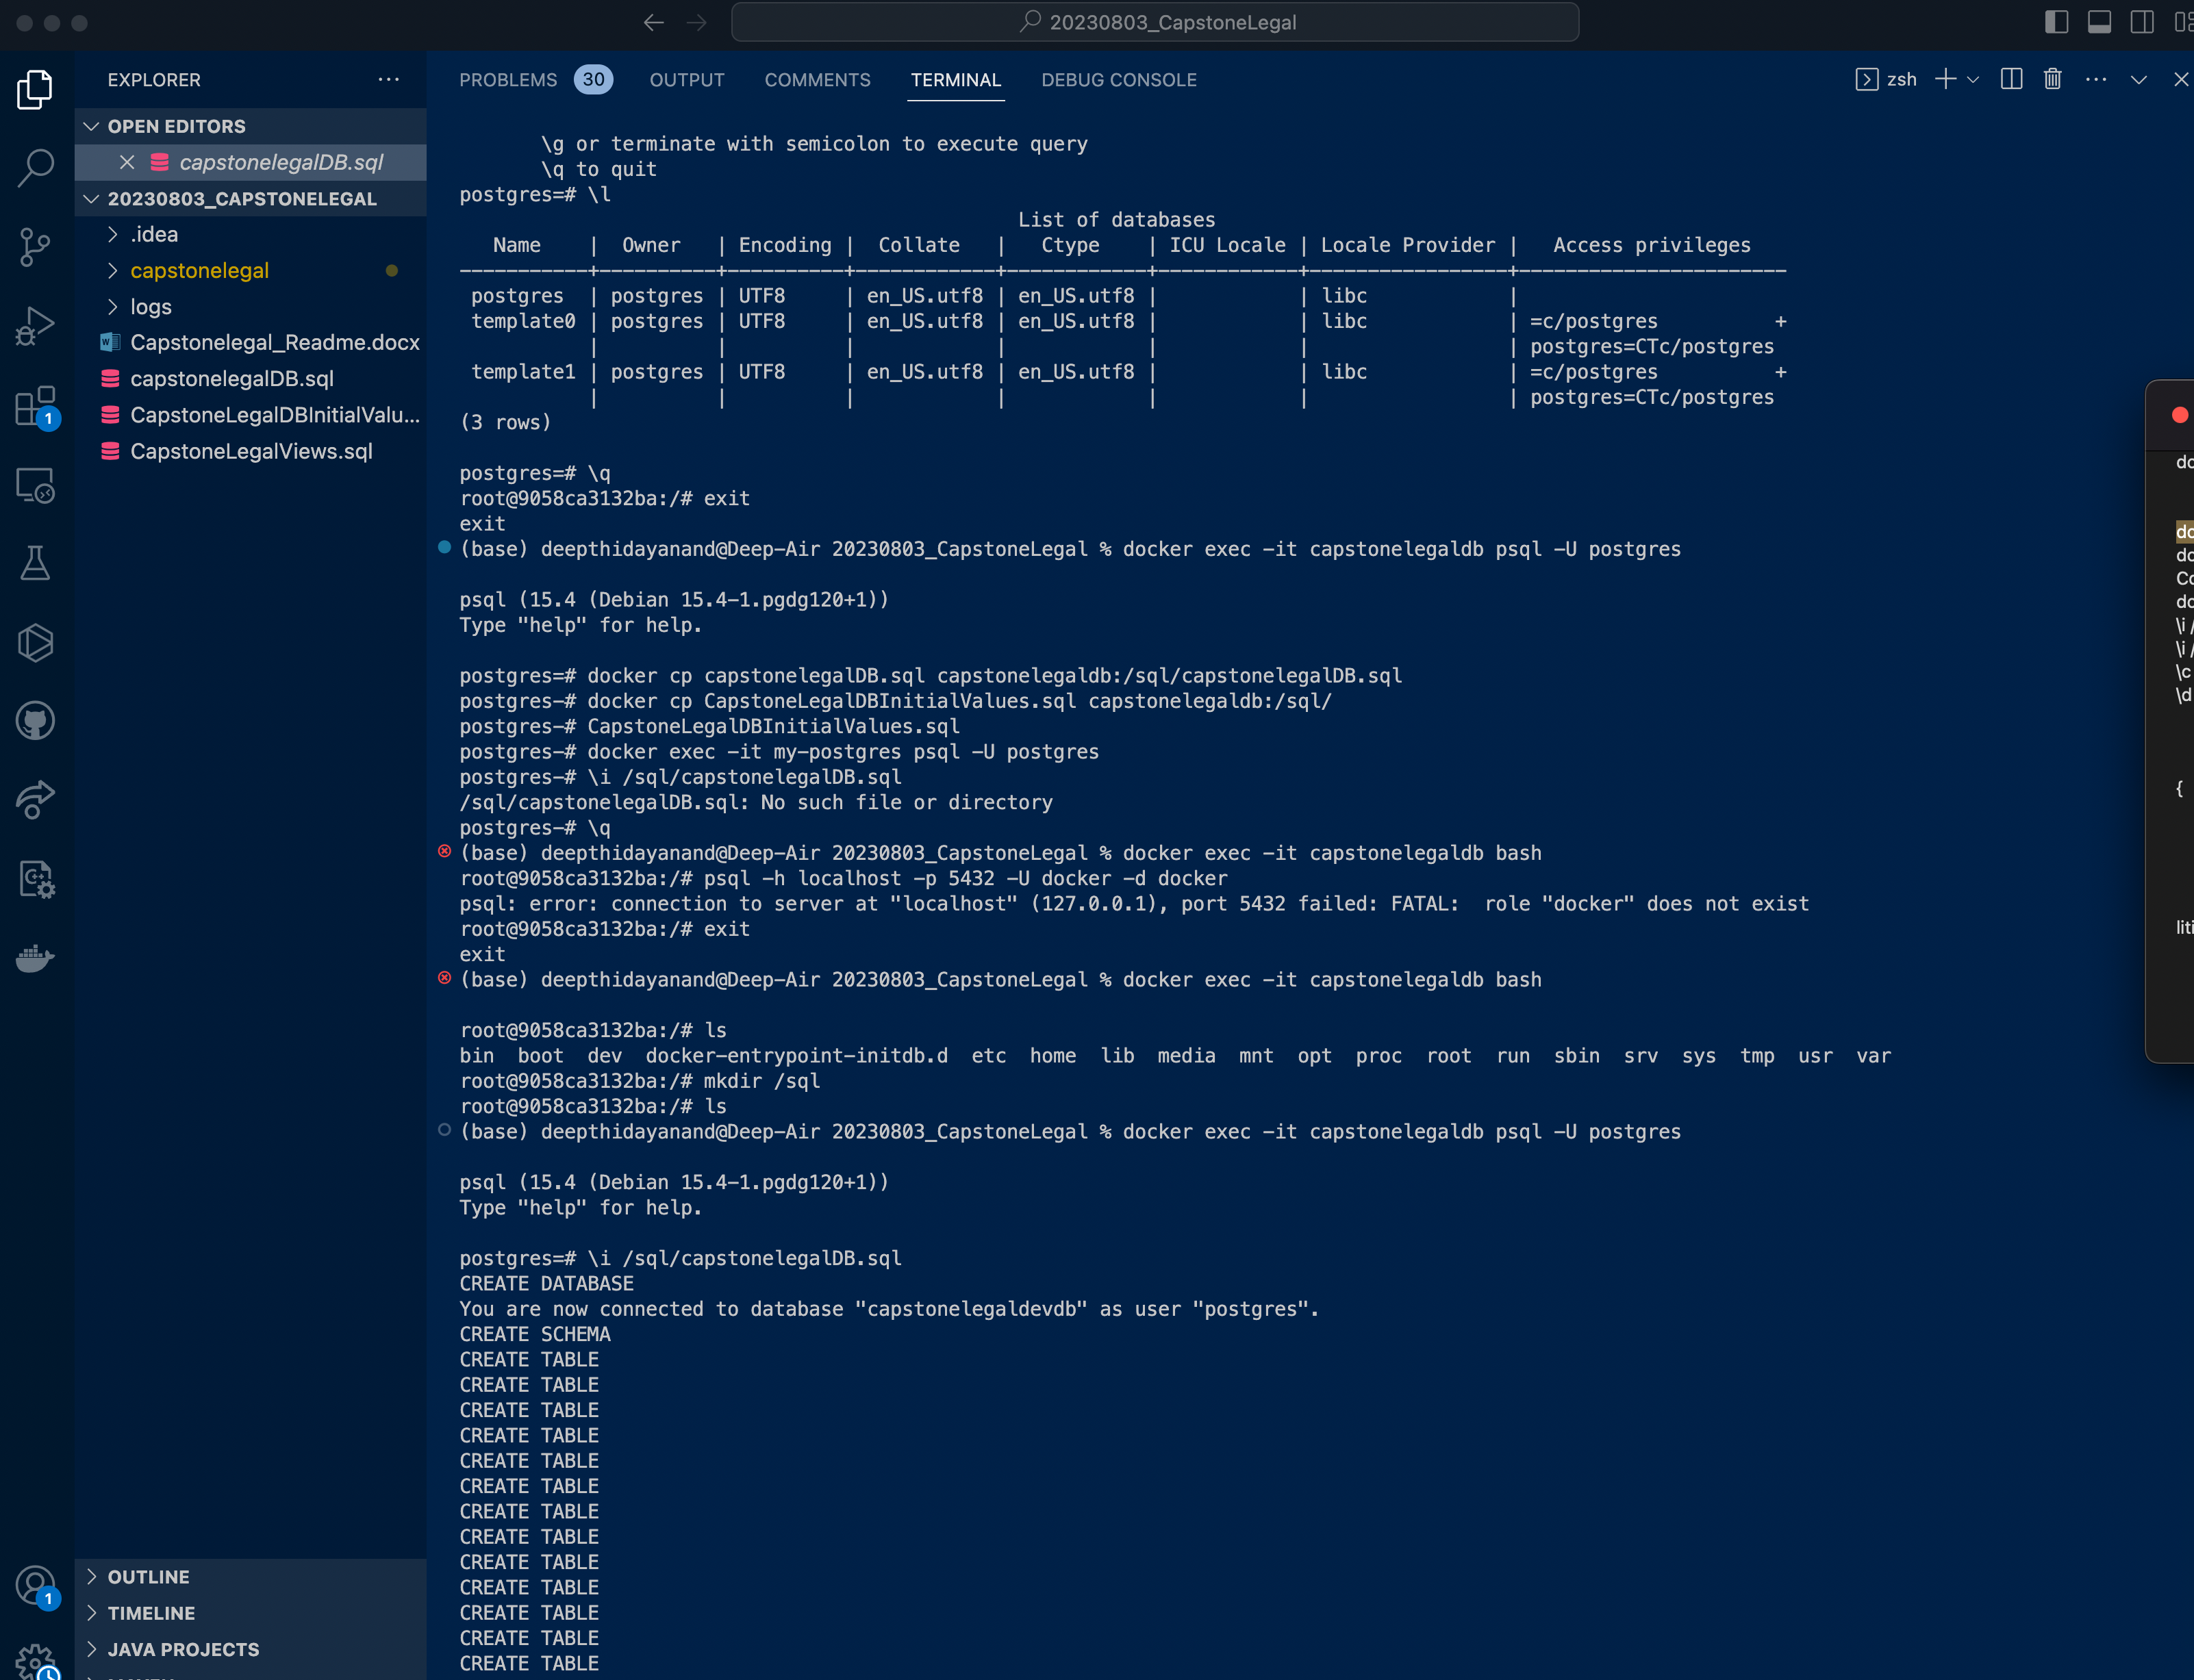 20230803_CapstoneLegal
EXPLORER
OPEN EDITORS
capstonelegalDB.sql
20230803_CAPSTONELEGAL
.idea
capstonelegal
logs
Capstonelegal_Readme.docx
capstonelegalDB.sql
CapstoneLegalDBInitialValu...
CapstoneLegalViews.sql
1
1
OUTLINE
TIMELINE
JAVA PROJECTS
PROBLEMS 30 OUTPUT COMMENTS TERMINAL DEBUG CONSOLE
zsh
\g or terminate with semicolon to execute query
\q to quit
postgres=# \l
List of databases
Name | Owner | Encoding | Collate | Ctype | ICU Locale | Locale Provider | Access privileges
-----------+----------+----------+------------+------------+------------+-----------------+-----------------------
postgres | postgres | UTF8 | en_US.utf8 | en_US.utf8 | | libc |
template0 | postgres | UTF8 | en_US.utf8 | en_US.utf8 | | libc | =c/postgres +
| | | | | | | postgres=CTc/postgres
template1 | postgres | UTF8 | en_US.utf8 | en_US.utf8 | | libc | =c/postgres +
| | | | | | | postgres=CTc/postgres
(3 rows)
postgres=# \q
root@9058ca3132ba:/# exit
exit
(base) deepthidayanand@Deep-Air 20230803_CapstoneLegal % docker exec -it capstonelegaldb psql -U postgres
psql (15.4 (Debian 15.4-1.pgdg120+1))
Type "help" for help.
postgres=# docker cp capstonelegalDB.sql capstonelegaldb:/sql/capstonelegalDB.sql
postgres-# docker cp CapstoneLegalDBInitialValues.sql capstonelegaldb:/sql/
postgres-# CapstoneLegalDBInitialValues.sql
postgres-# docker exec -it my-postgres psql -U postgres
postgres-# \i /sql/capstonelegalDB.sql
/sql/capstonelegalDB.sql: No such file or directory
postgres-# \q
(base) deepthidayanand@Deep-Air 20230803_CapstoneLegal % docker exec -it capstonelegaldb bash
root@9058ca3132ba:/# psql -h localhost -p 5432 -U docker -d docker
psql: error: connection to server at "localhost" (127.0.0.1), port 5432 failed: FATAL:  role "docker" does not exist
root@9058ca3132ba:/# exit
exit
(base) deepthidayanand@Deep-Air 20230803_CapstoneLegal % docker exec -it capstonelegaldb bash
root@9058ca3132ba:/# ls
bin  boot  dev  docker-entrypoint-initdb.d  etc  home  lib  media  mnt  opt  proc  root  run  sbin  srv  sys  tmp  usr  var
root@9058ca3132ba:/# mkdir /sql
root@9058ca3132ba:/# ls
(base) deepthidayanand@Deep-Air 20230803_CapstoneLegal % docker exec -it capstonelegaldb psql -U postgres
psql (15.4 (Debian 15.4-1.pgdg120+1))
Type "help" for help.
postgres=# \i /sql/capstonelegalDB.sql
CREATE DATABASE
You are now connected to database "capstonelegaldevdb" as user "postgres".
CREATE SCHEMA
CREATE TABLE
CREATE TABLE
CREATE TABLE
CREATE TABLE
CREATE TABLE
CREATE TABLE
CREATE TABLE
CREATE TABLE
CREATE TABLE
CREATE TABLE
CREATE TABLE
CREATE TABLE
CREATE TABLE
\i /
\i /
\c
\d
{